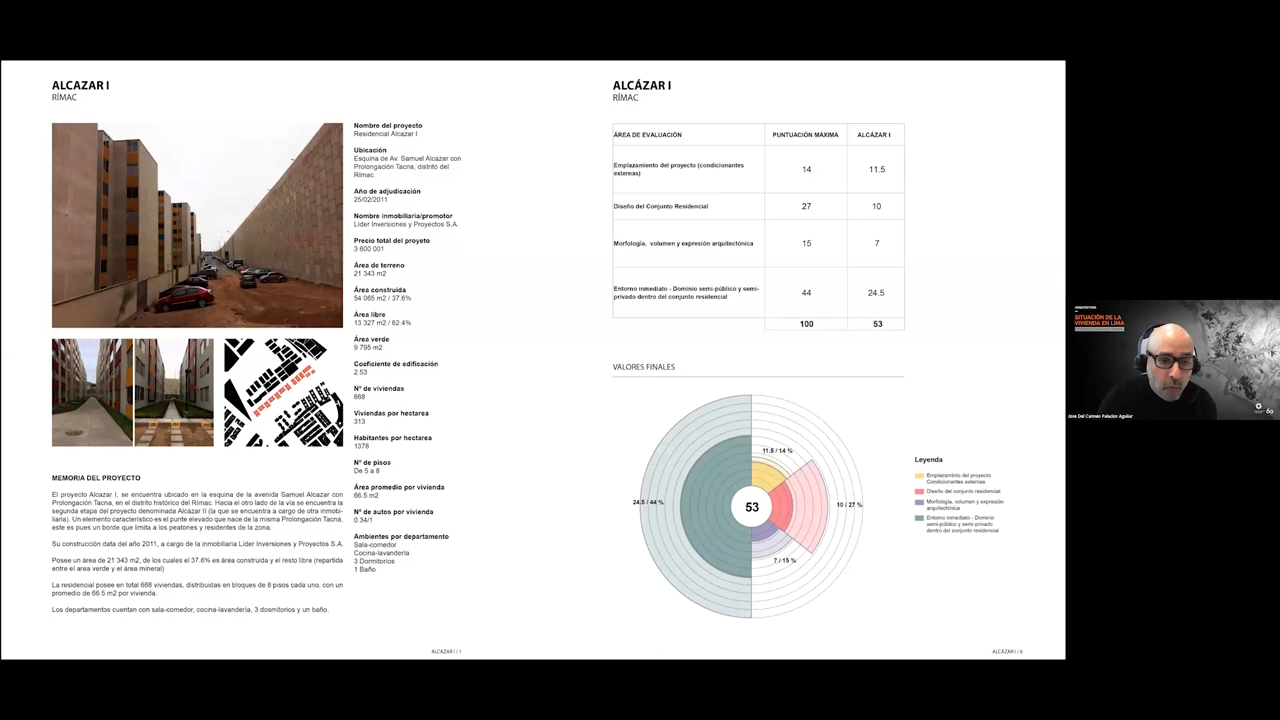 ALCAZAR I
RÍMAC
Nombre del proyecto
Residencial Alcazar I
Ubicación
Esquina de Av. Samuel Alcazar con
Prolongación Tacna, distrito del
Rímac.
Año de adjudicación
25/02/2011
Nombre inmobiliaria/promotor
Líder Inversiones y Proyectos S.A.
Precio total del proyeto
3 600 001
Área de terreno
21 343 m2
Área construida
54 065 m2 / 37.6%
Área libre
13 327 m2 / 62.4%
Área verde
9 795 m2
Coeficiente de edificación
2.53
Nº de viviendas
668
Viviendas por hectarea
313
Habitantes por hectarea
1378
Nº de pisos
De 5 a 8
Área promedio por vivienda
66.5 m2
Nº de autos por vivienda
0.34/1
Ambientes por departamento
Sala-comedor
Cocina-lavandería
3 Dormitorios
1 Baño
MEMORIA DEL PROYECTO
El proyecto Alcazar I, se encuentra ubicado en la esquina de la avenida Samuel Alcazar con
Prolongación Tacna, en el distrito histórico del Rímac. Hacia el otro lado de la vía se encuentra la
segunda etapa del proyecto denominada Alcázar II (la que se encuentra a cargo de otra inmobi-
liaria). Un elemento característico es el punte elevado que nace de la misma Prolongación Tacna,
este es pues un borde que limita a los peatones y residentes de la zona.
Su construcción data del año 2011, a cargo de la inmobiliaria Líder Inversiones y Proyectos S.A.
Posee un área de 21 343 m2, de los cuales el 37.6% es área construida y el resto libre (repartida
entre el area verde y el área mineral)
La residencial posee en total 668 viviendas, distribuidas en bloques de 8 pisos cada uno. con un
promedio de 66.5 m2 por vivienda.
Los departamentos cuentan con sala-comedor, cocina-lavandería, 3 dosmitorios y un baño.
ALCAZAR I / 1
ALCÁZAR I
RÍMAC
ÁREA DE EVALUACIÓN PUNTUACIÓN MÁXIMA ALCÁZAR I
Emplazamiento del proyecto (condicionantes
externas) 14 11.5
Diseño del Conjunto Residencial 27 10
Morfología, volumen y expresión arquitectónica 15 7
Entorno inmediato - Dominio semi-público y semi-
privado dentro del conjunto residencial 44 24.5
100 53
VALORES FINALES
11.5 / 14 %
24.5 / 44 %
53
10 / 27 %
7 / 15 %
Leyenda
Emplazaminto del proyecto
Condicionantes externas
Diseño del conjunto residencial
Morfología, volumen y expresión
arquitectónica
Entorno inmediato - Dominio
semi-público y semi-privado
dentro del conjunto residencial
ALCÁZAR I / 6
ARQUITECTURA
SITUACIÓN DE LA
VIVIENDA EN LIMA
Jose Del Carmen Palacios Aguilar